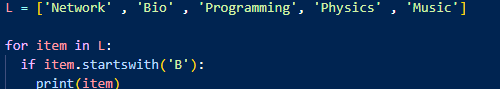 L = ['Network' , 'Bio' , 'Programming', 'Physics' , 'Music']
for item in L:
if item.startswith('B'):
print(item)